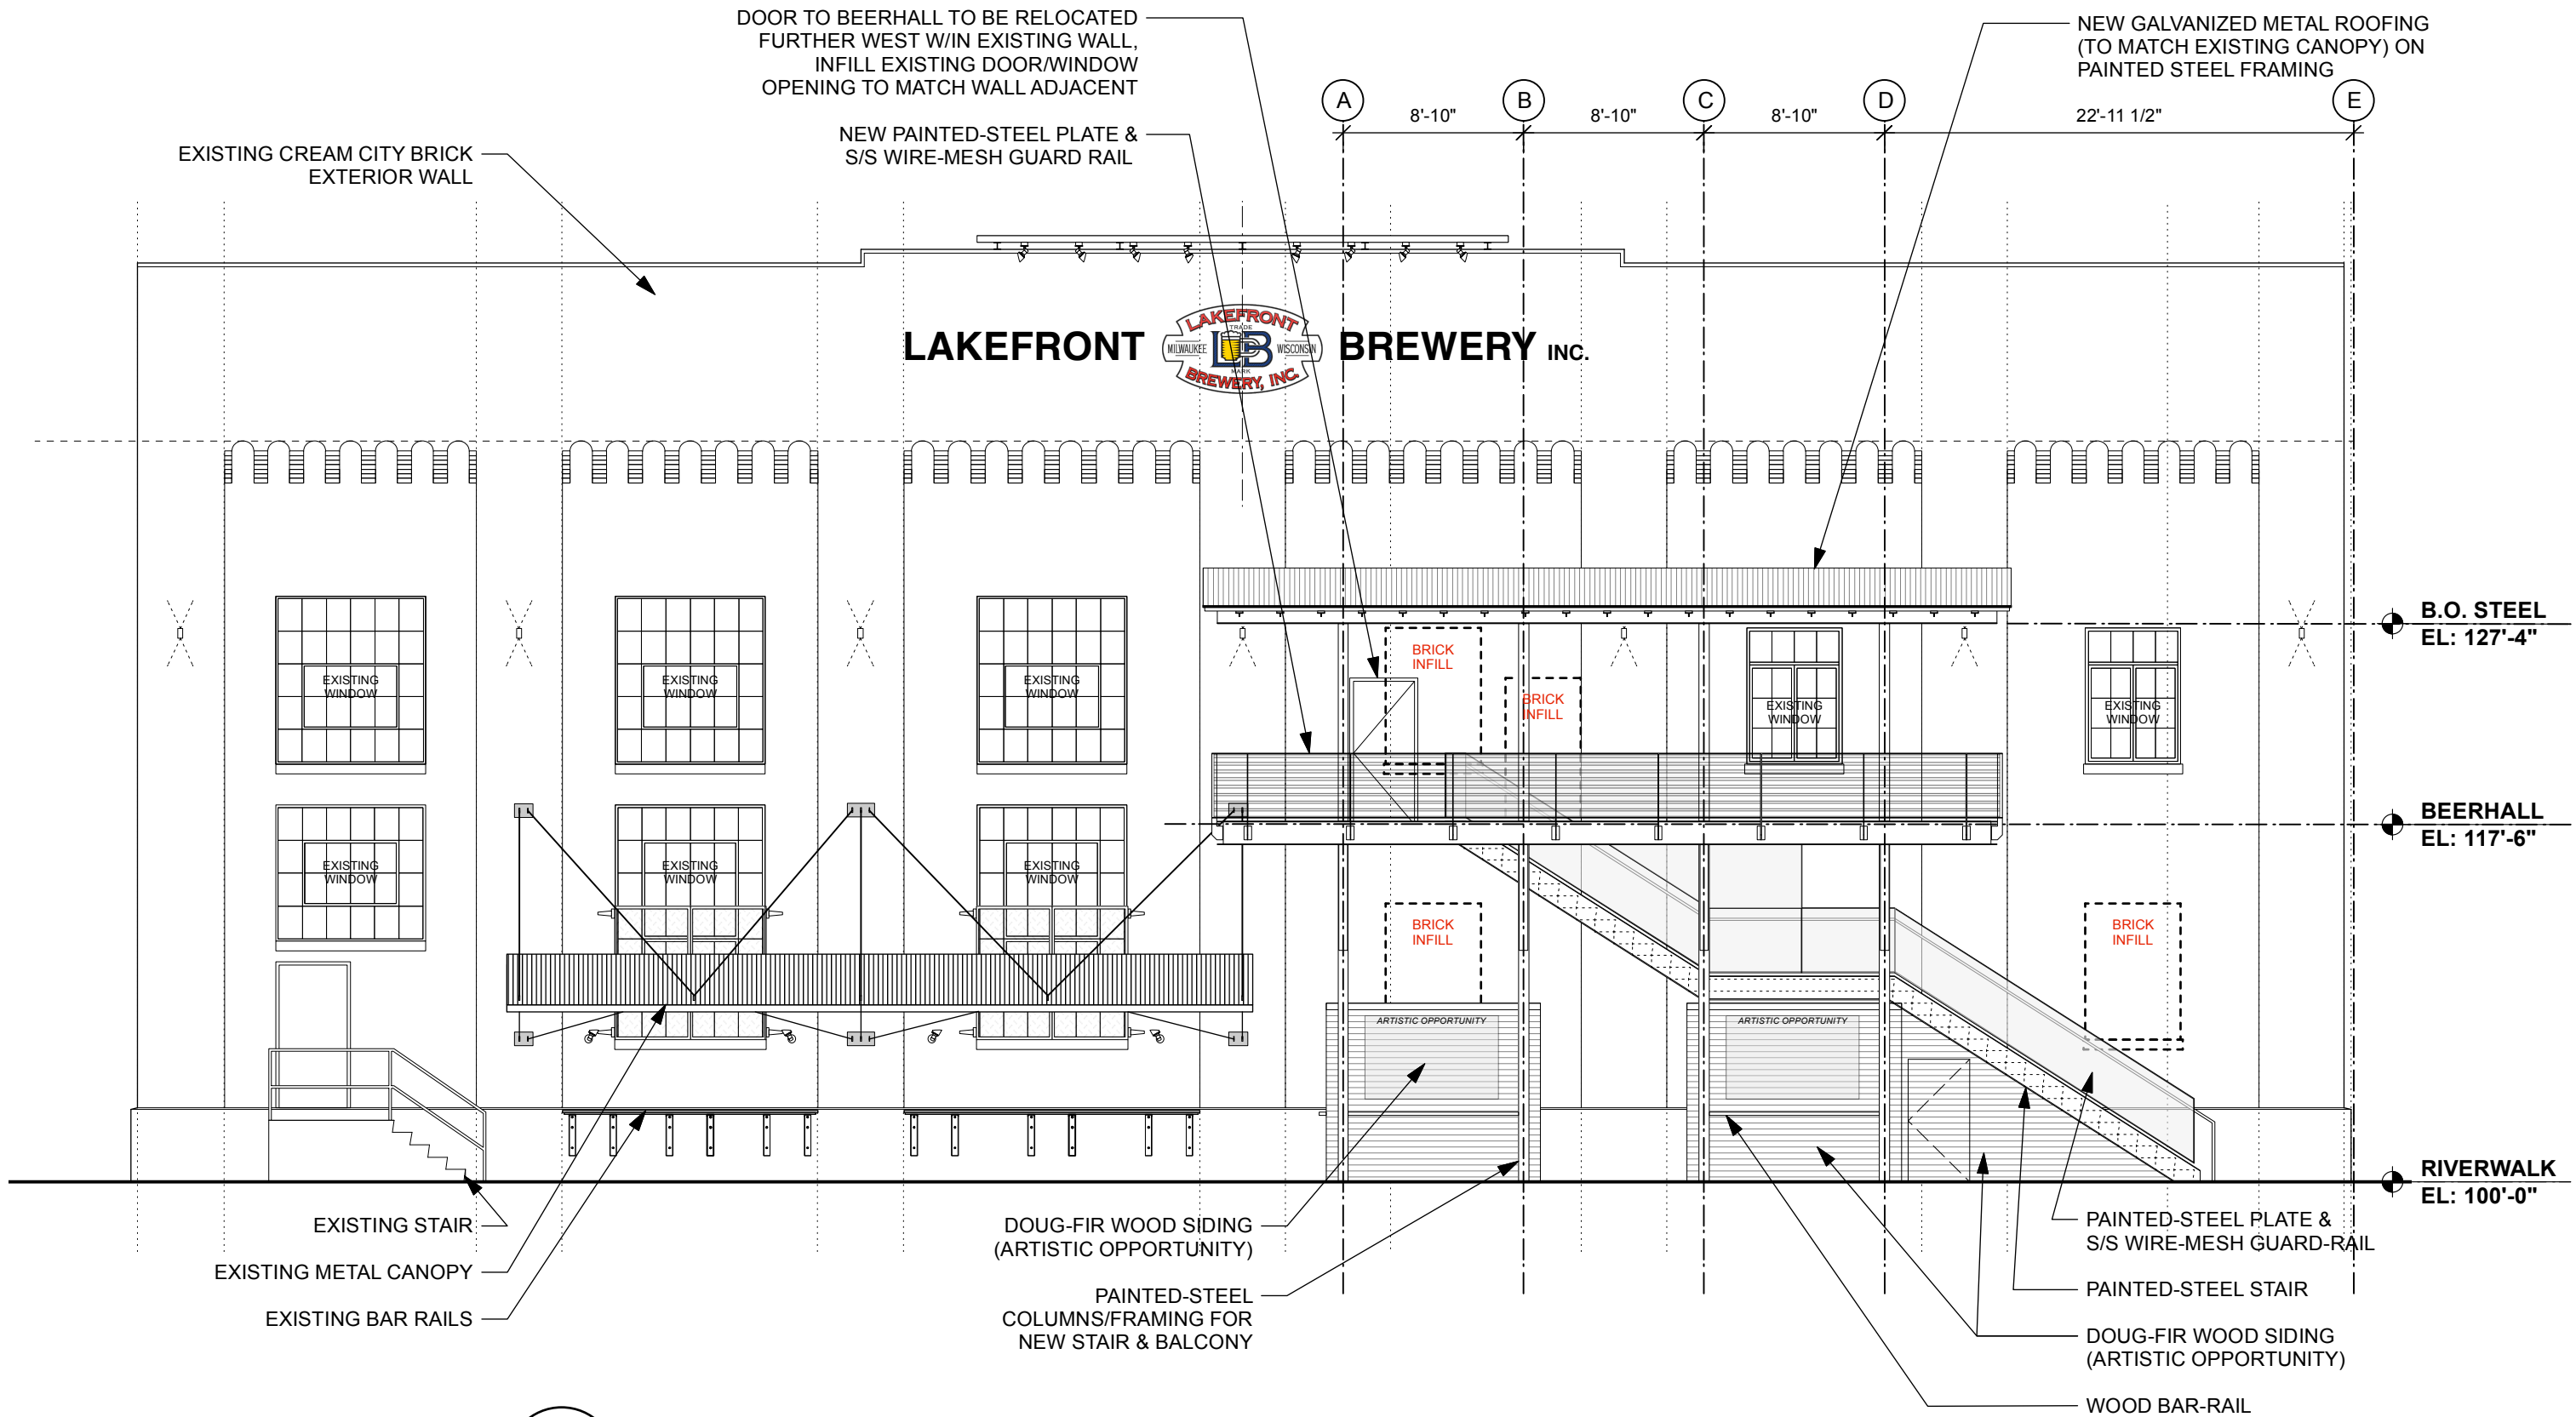 DOOR TO BEERHALL TO BE RELOCATED
FURTHER WEST W/IN EXISTING WALL,
INFILL EXISTING DOOR/WINDOW
OPENING TO MATCH WALL ADJACENT
NEW GALVANIZED METAL ROOFING
(TO MATCH EXISTING CANOPY) ON
PAINTED STEEL FRAMING
A
B
C
D
E
8'-10"
8'-10"
8'-10"
22'-11 1/2"
NEW PAINTED-STEEL PLATE &
S/S WIRE-MESH GUARD RAIL
EXISTING CREAM CITY BRICK
EXTERIOR WALL
LAKEFRONT
LAKEFRONT
TRADE
MILWAUKEE
LB
WISCONSIN
MARK
BREWERY, INC.
BREWERY INC.
B.O. STEEL
EL: 127'-4"
BRICK
INFILL
BRICK
INFILL
EXISTING
WINDOW
EXISTING
WINDOW
EXISTING
WINDOW
EXISTING
WINDOW
EXISTING
WINDOW
BEERHALL
EL: 117'-6"
EXISTING
WINDOW
EXISTING
WINDOW
EXISTING
WINDOW
BRICK
INFILL
BRICK
INFILL
ARTISTIC OPPORTUNITY
ARTISTIC OPPORTUNITY
RIVERWALK
EL: 100'-0"
EXISTING STAIR
EXISTING METAL CANOPY
EXISTING BAR RAILS
DOUG-FIR WOOD SIDING
(ARTISTIC OPPORTUNITY)
PAINTED-STEEL
COLUMNS/FRAMING FOR
NEW STAIR & BALCONY
PAINTED-STEEL PLATE &
S/S WIRE-MESH GUARD-RAIL
PAINTED-STEEL STAIR
DOUG-FIR WOOD SIDING
(ARTISTIC OPPORTUNITY)
WOOD BAR-RAIL